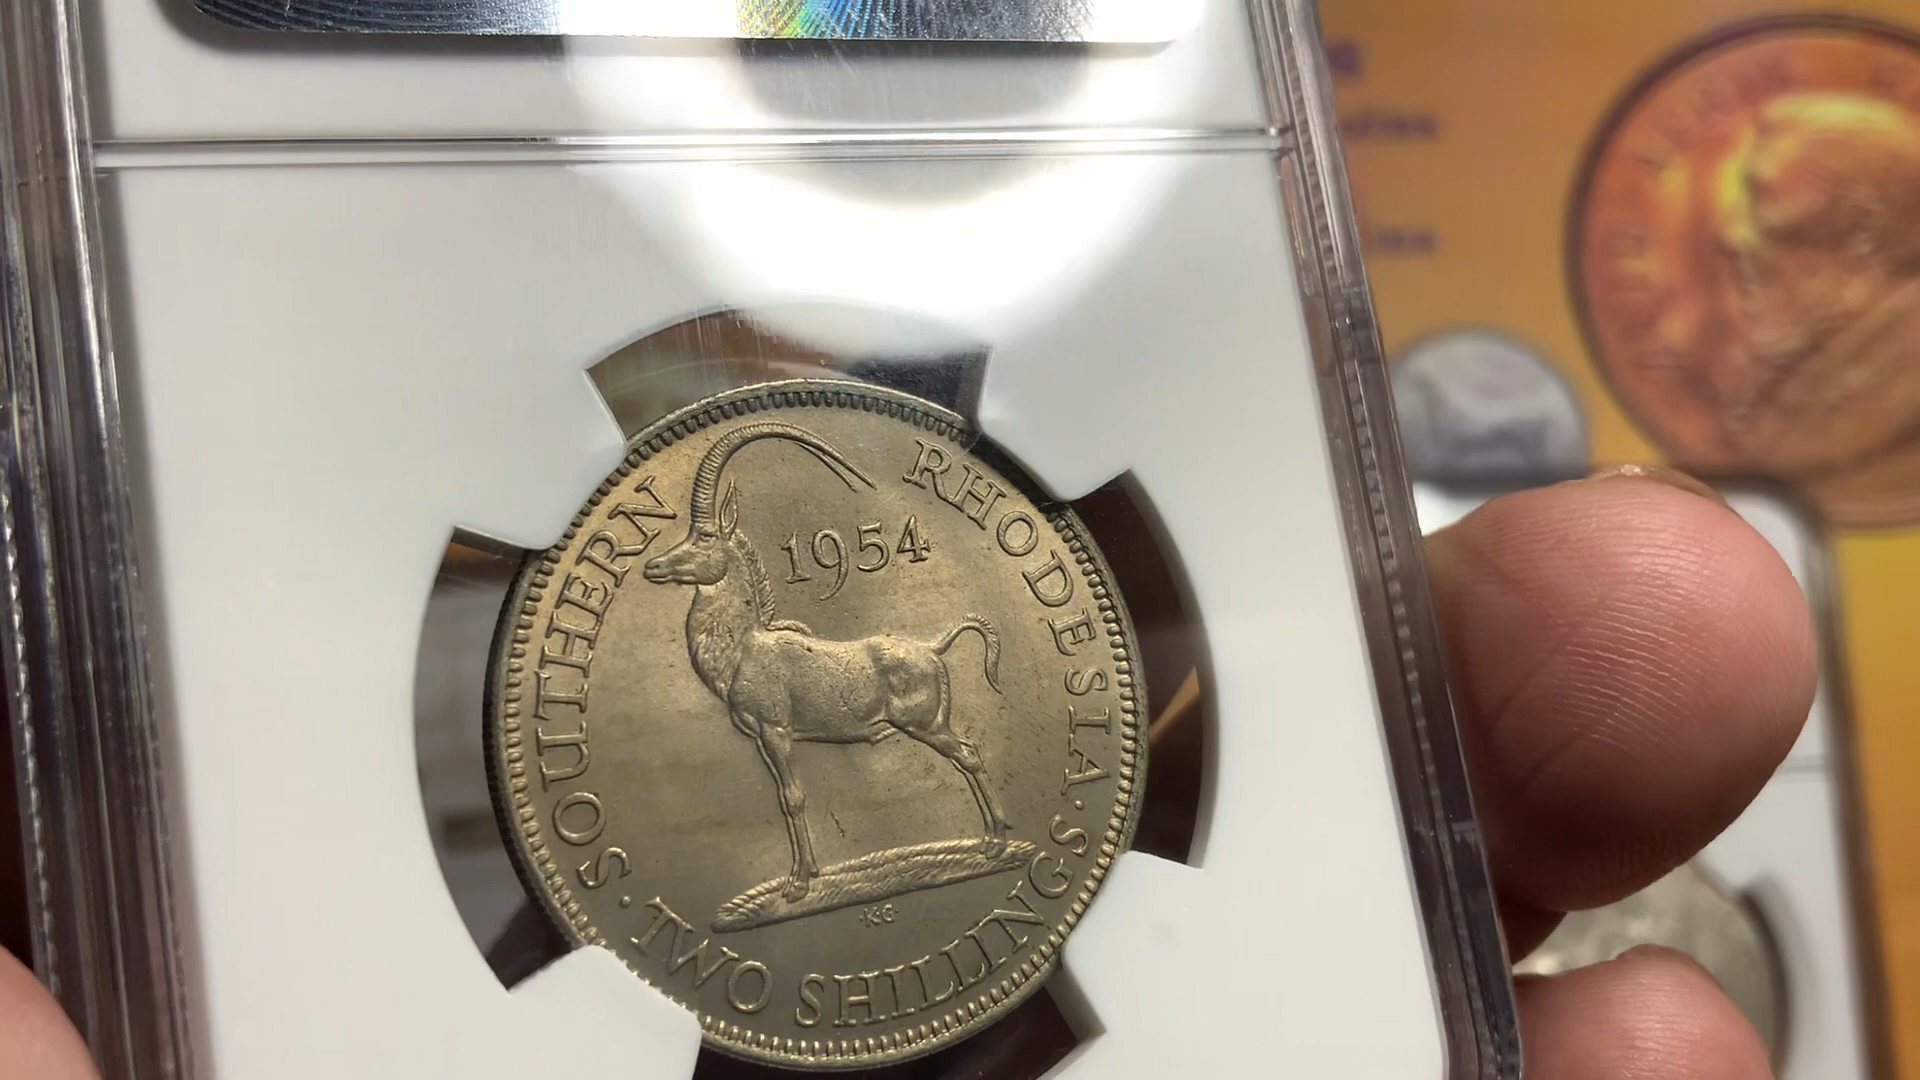 SOUTHERN RHODESIA · S
1954
·KG·
· TWO SHILLINGS